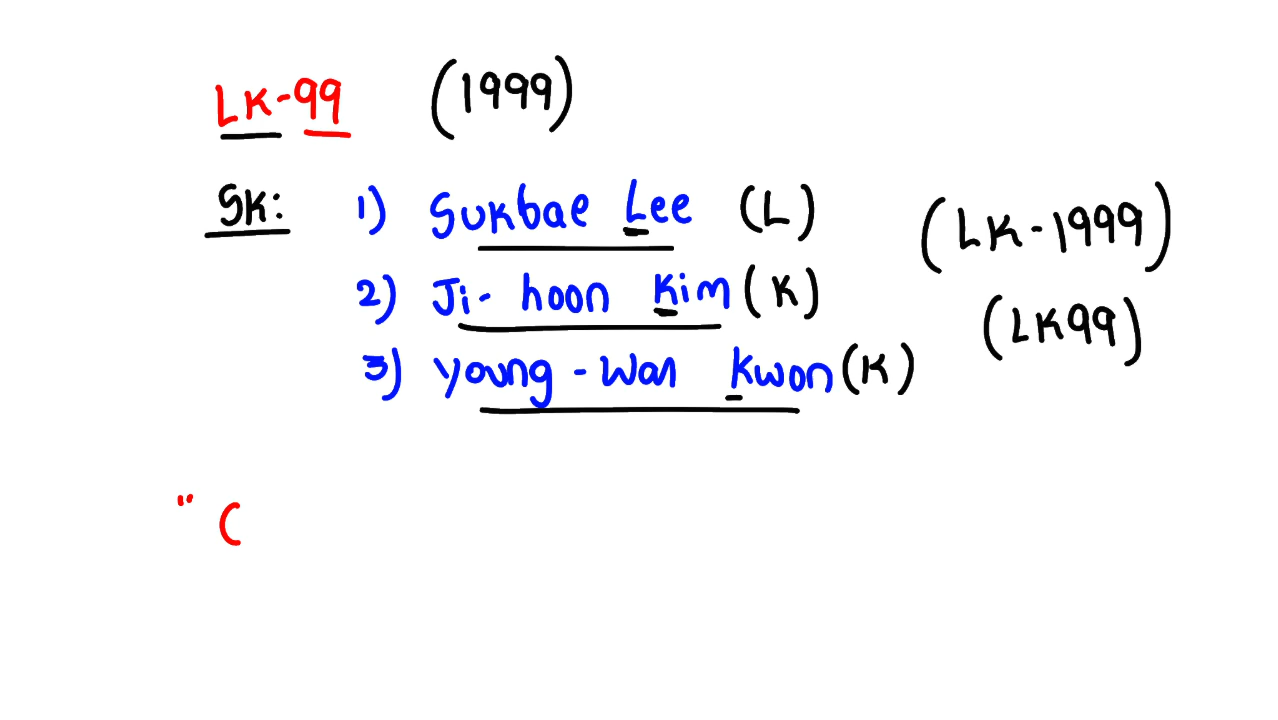 LK-99 (1999)
SK: 1) Sukbae Lee (L)
2) Ji-hoon Kim (K)
3) Young-Wan Kwon (K)
(LK-1999)
(LK99)
" C